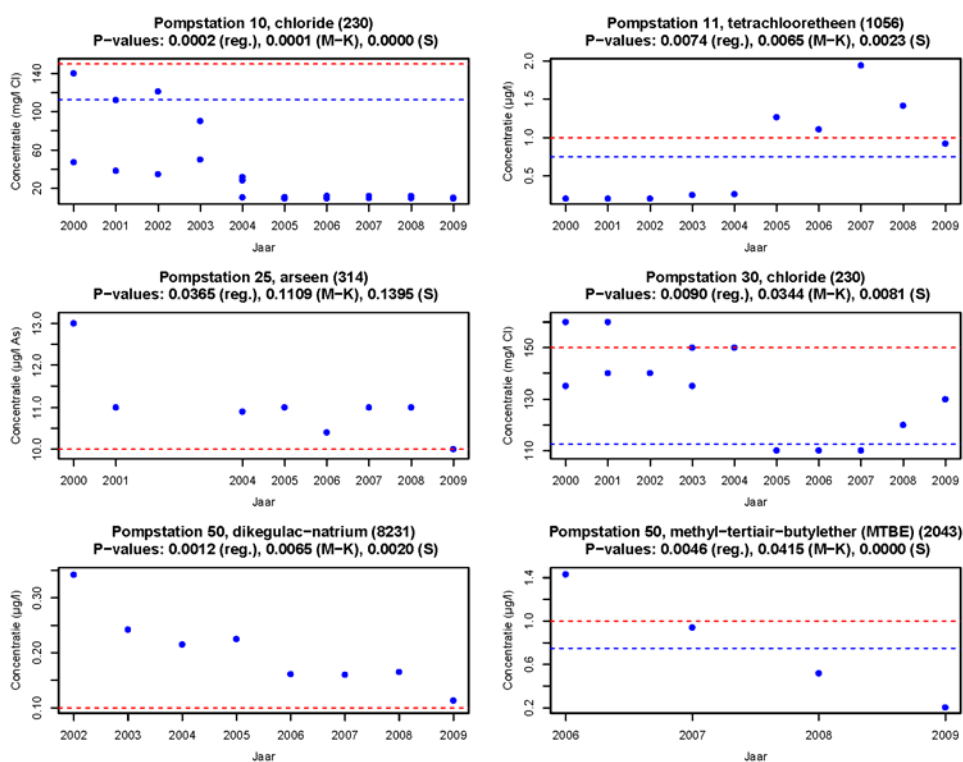 Pompstation 10, chloride (230)
P-values: 0.0002 (reg.), 0.0001 (M-K), 0.0000 (S)
Concentratie (mg/l Cl)
140
100
60
20
2000 2001 2002 2003 2004 2005 2006 2007 2008 2009
Jaar
Pompstation 11, tetrachlooretheen (1056)
P-values: 0.0074 (reg.), 0.0065 (M-K), 0.0023 (S)
Concentratie (µg/l)
2.0
1.5
1.0
0.5
2000 2001 2002 2003 2004 2005 2006 2007 2008 2009
Jaar
Pompstation 25, arseen (314)
P-values: 0.0365 (reg.), 0.1109 (M-K), 0.1395 (S)
Concentratie (µg/l As)
13.0
12.0
11.0
10.0
2000 2001 2004 2005 2006 2007 2008 2009
Jaar
Pompstation 30, chloride (230)
P-values: 0.0090 (reg.), 0.0344 (M-K), 0.0081 (S)
Concentratie (mg/l Cl)
150
130
110
2000 2001 2002 2003 2004 2005 2006 2007 2008 2009
Jaar
Pompstation 50, dikegulac-natrium (8231)
P-values: 0.0012 (reg.), 0.0065 (M-K), 0.0020 (S)
Concentratie (µg/l)
0.30
0.20
0.10
2002 2003 2004 2005 2006 2007 2008 2009
Jaar
Pompstation 50, methyl-tertiair-butylether (MTBE) (2043)
P-values: 0.0046 (reg.), 0.0415 (M-K), 0.0000 (S)
Concentratie (µg/l)
1.4
1.0
0.6
0.2
2006 2007 2008 2009
Jaar